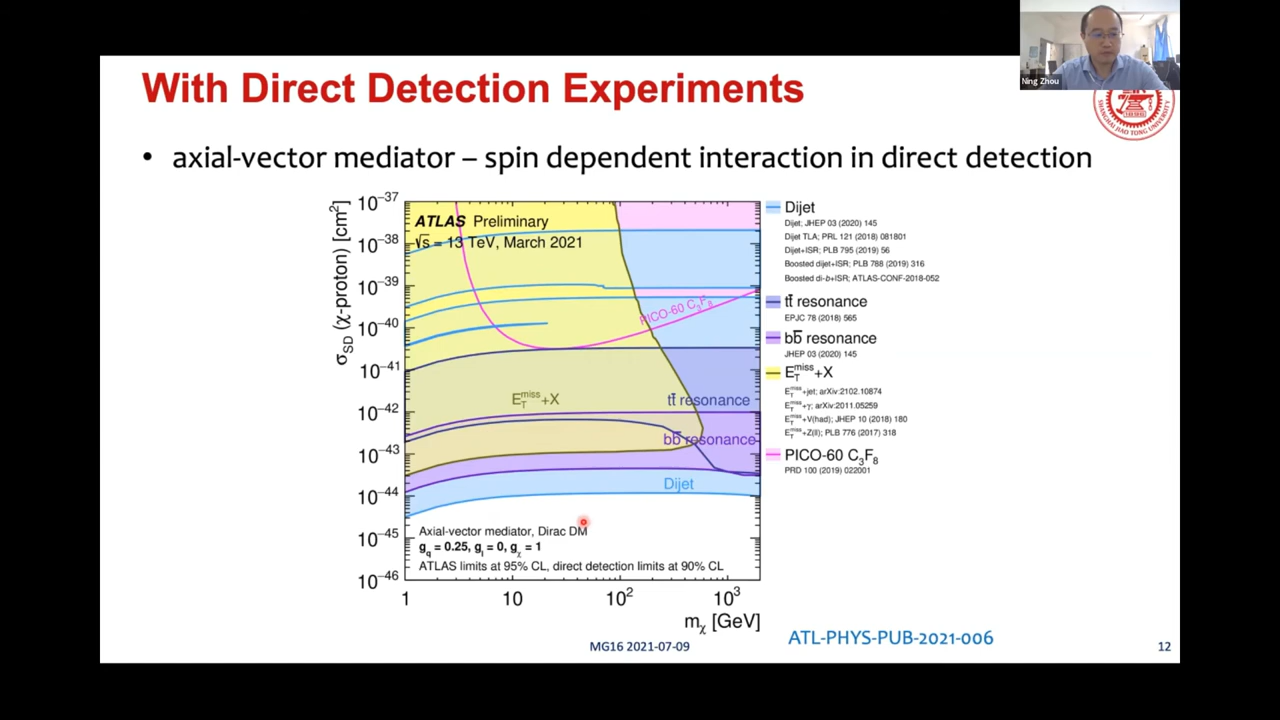 Ning Zhou
With Direct Detection Experiments
SHANGHAI JIAO TONG UNIVERSITY
• axial-vector mediator – spin dependent interaction in direct detection
σSD (χ-proton) [cm²]
10⁻³⁷
10⁻³⁸
10⁻³⁹
10⁻⁴⁰
10⁻⁴¹
10⁻⁴²
10⁻⁴³
10⁻⁴⁴
10⁻⁴⁵
10⁻⁴⁶
ATLAS Preliminary
√s = 13 TeV, March 2021
PICO-60 C₃F₈
E_T^miss+X
tt̄ resonance
bb̄ resonance
Dijet
Axial-vector mediator, Dirac DM
g_q = 0.25, g_l = 0, g_χ = 1
ATLAS limits at 95% CL, direct detection limits at 90% CL
1 10 10² 10³
m_χ [GeV]
Dijet
Dijet; JHEP 03 (2020) 145
Dijet TLA; PRL 121 (2018) 081801
Dijet+ISR; PLB 795 (2019) 56
Boosted dijet+ISR; PLB 788 (2019) 316
Boosted di-b+ISR; ATLAS-CONF-2018-052
tt̄ resonance
EPJC 78 (2018) 565
bb̄ resonance
JHEP 03 (2020) 145
E_T^miss+X
E_T^miss+jet; arXiv:2102.10874
E_T^miss+γ; arXiv:2011.05259
E_T^miss+V(had); JHEP 10 (2018) 180
E_T^miss+Z(ll); PLB 776 (2017) 318
PICO-60 C₃F₈
PRD 100 (2019) 022001
ATL-PHYS-PUB-2021-006
MG16 2021-07-09
12